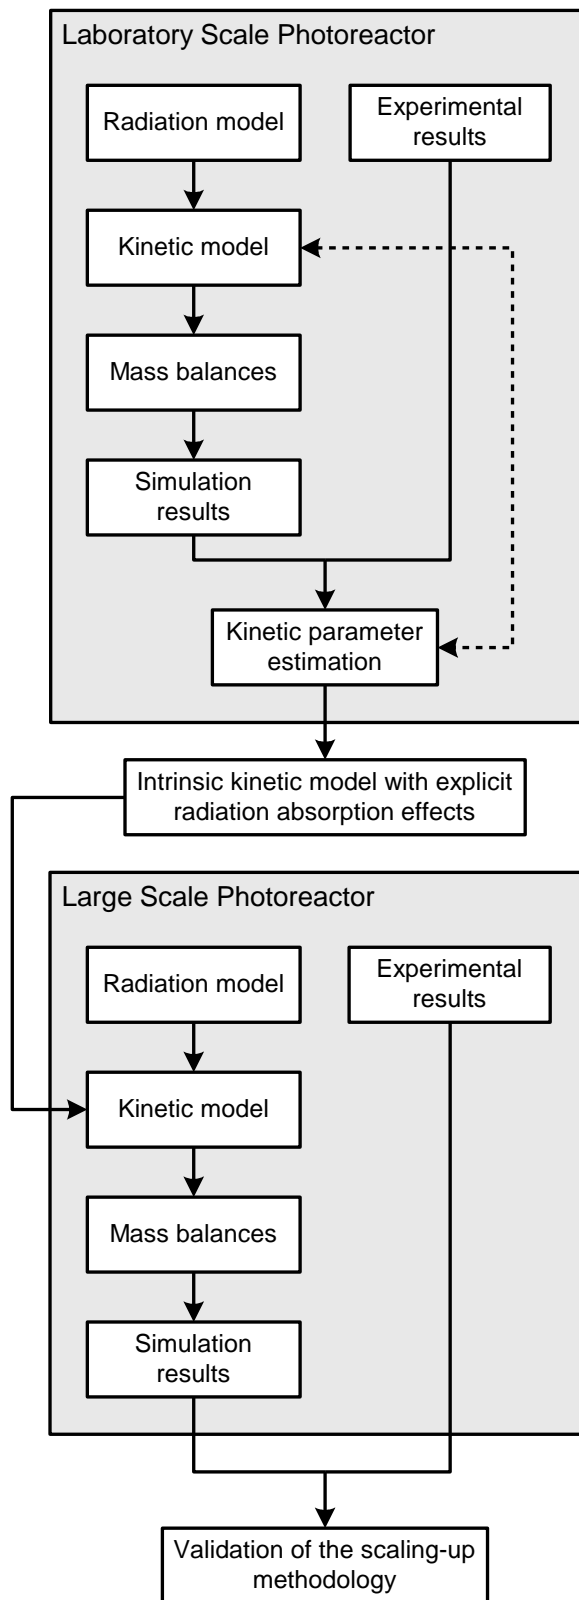 Laboratory Scale Photoreactor
Radiation model
Experimental
results
Kinetic model
Mass balances
Simulation
results
Kinetic parameter
estimation
Intrinsic kinetic model with explicit
radiation absorption effects
Large Scale Photoreactor
Radiation model
Experimental
results
Kinetic model
Mass balances
Simulation
results
Validation of the scaling-up
methodology